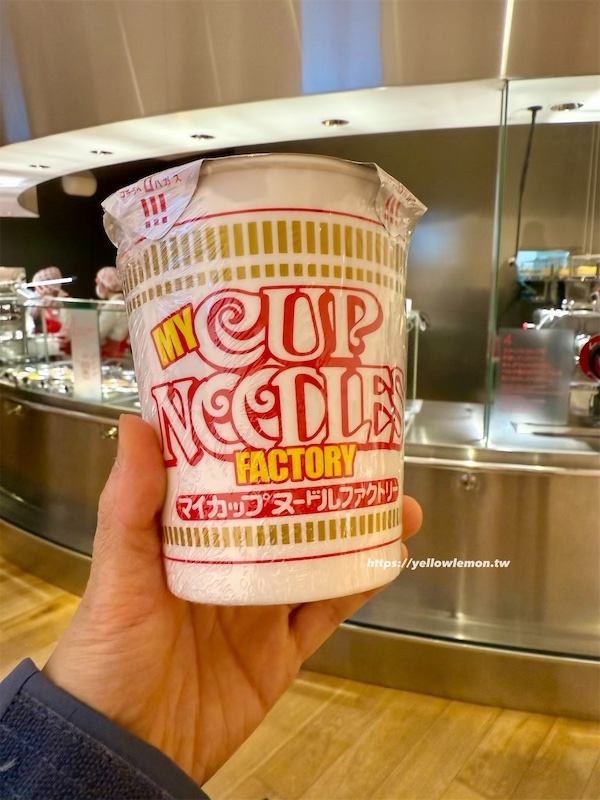 !!!
MY CUP
NOODLES
FACTORY
マイカップヌードルファクトリー
https://yellowlemon.tw